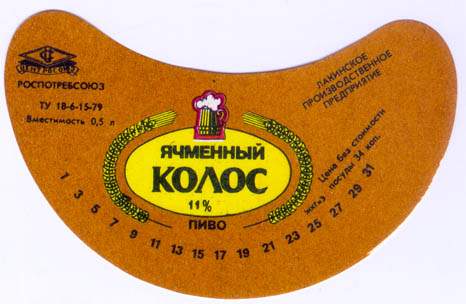 ЦЕНТРОСОЮЗ
РОСПОТРЕБСОЮЗ
ТУ 18-6-15-79
Вместимость 0,5 л
ЛАКИНСКОЕ
ПРОИЗВОДСТВЕННОЕ
ПРЕДПРИЯТИЕ
ЯЧМЕННЫЙ
КОЛОС
11%
ПИВО
Цена без стоимости
посуды 34 коп.
1 3 5 7 9 11 13 15 17 19 21 23 25 27 29 31